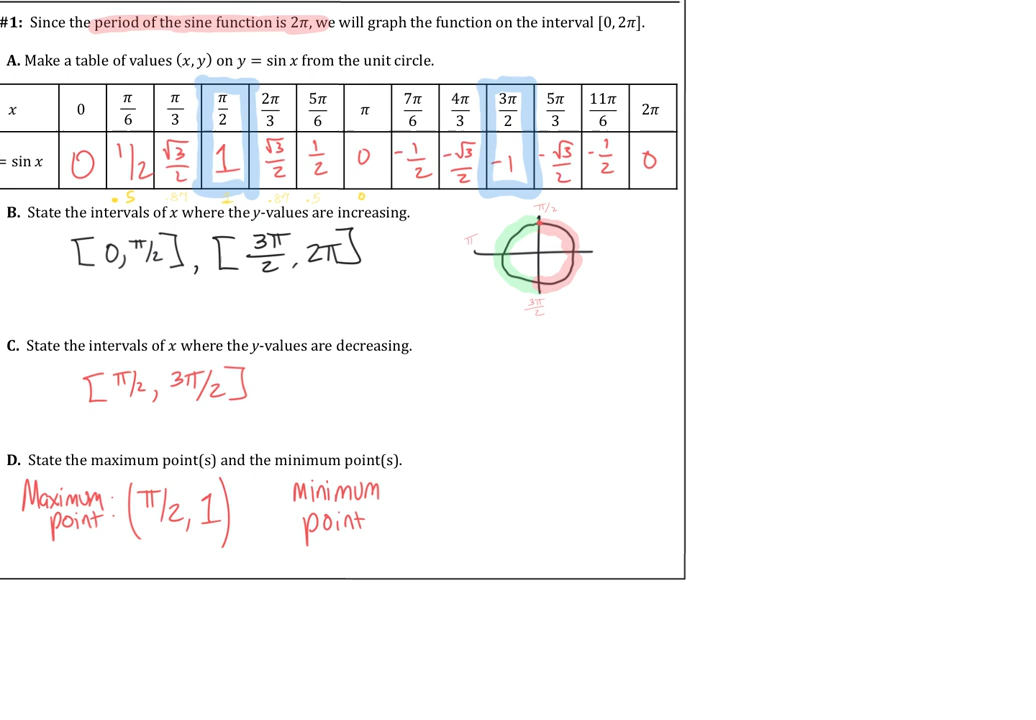 #1: Since the period of the sine function is 2π, we will graph the function on the interval [0, 2π].
A. Make a table of values (x, y) on y = sin x from the unit circle.
x 0 π/6 π/3 π/2 2π/3 5π/6 π 7π/6 4π/3 3π/2 5π/3 11π/6 2π
= sin x 0 1/2 √3/2 1 √3/2 1/2 0 -1/2 -√3/2 -1 -√3/2 -1/2 0
.5 .87 1 .87 .5 0
B. State the intervals of x where the y-values are increasing.
π/2
[0, π/2], [3π/2, 2π]
π
3π/2
C. State the intervals of x where the y-values are decreasing.
[π/2, 3π/2]
D. State the maximum point(s) and the minimum point(s).
Maximum point: (π/2, 1)
Minimum point